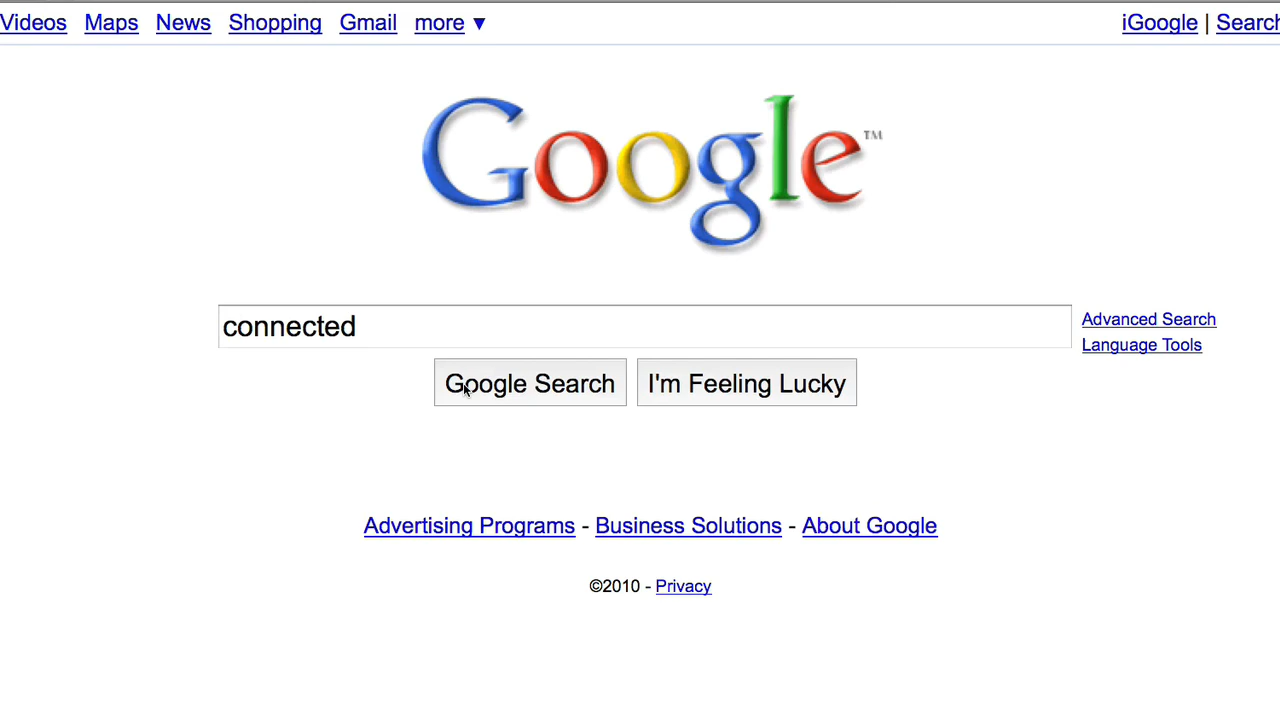 Videos Maps News Shopping Gmail more ▼ iGoogle | Search
Google™
connected
Advanced Search
Language Tools
Google Search I'm Feeling Lucky
Advertising Programs - Business Solutions - About Google
©2010 - Privacy